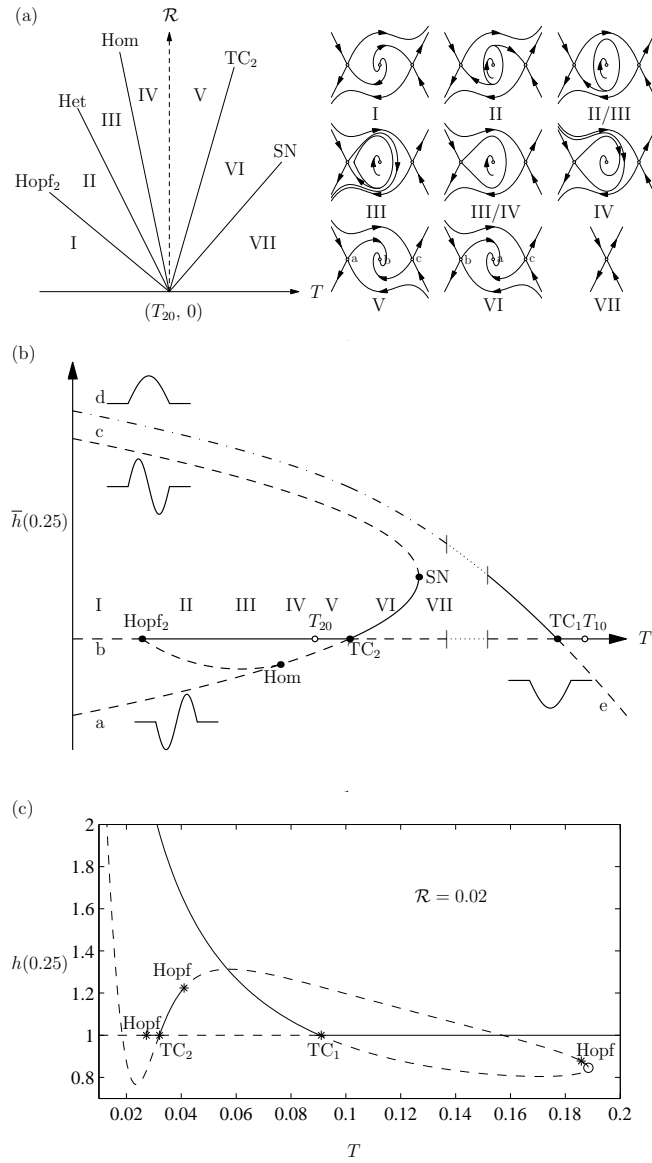 (a)
R
Hom
TC₂
Het
IV
V
III
SN
Hopf₂
II
VI
I
VII
T
(T₂₀, 0)
I
II
II/III
III
III/IV
IV
a b c
b a c
V
VI
VII
(b)
d
c
h̅(0.25)
SN
I II III IV V VI VII
Hopf₂
T₂₀
TC₁ T₁₀
T
b
TC₂
Hom
a
e
(c)
2
1.8
R = 0.02
1.6
1.4
h(0.25)
Hopf
1.2
Hopf
1
TC₂
TC₁
Hopf
0.8
0.02 0.04 0.06 0.08 0.1 0.12 0.14 0.16 0.18 0.2
T